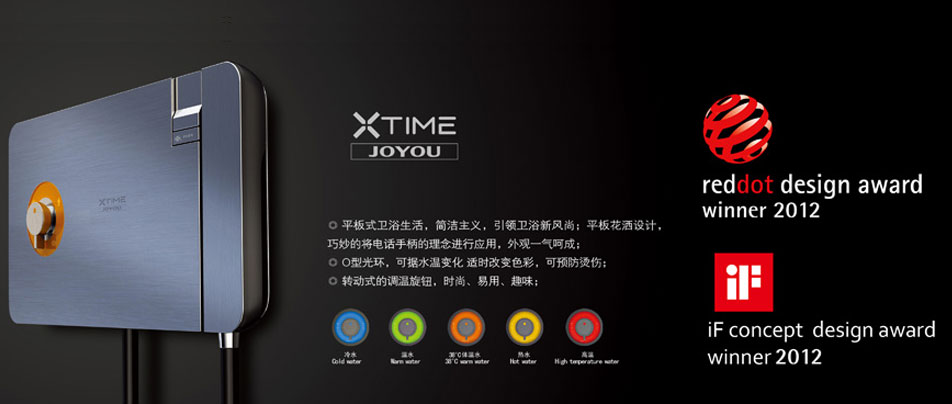 XTIME
JOYOU
XTIME
JOYOU
◎ 平板式卫浴生活，简洁主义，引领卫浴新风尚；平板花洒设计，
巧妙的将电话手柄的理念进行应用，外观一气呵成；
◎ O型光环，可据水温变化 适时改变色彩，可预防烫伤；
◎ 转动式的调温旋钮，时尚、易用、趣味；
冷水 温水 38℃体温水 热水 高温
Cold water Warm water 38℃ warm water Hot water High temperature water
reddot design award
winner 2012
iF
iF concept design award
winner 2012